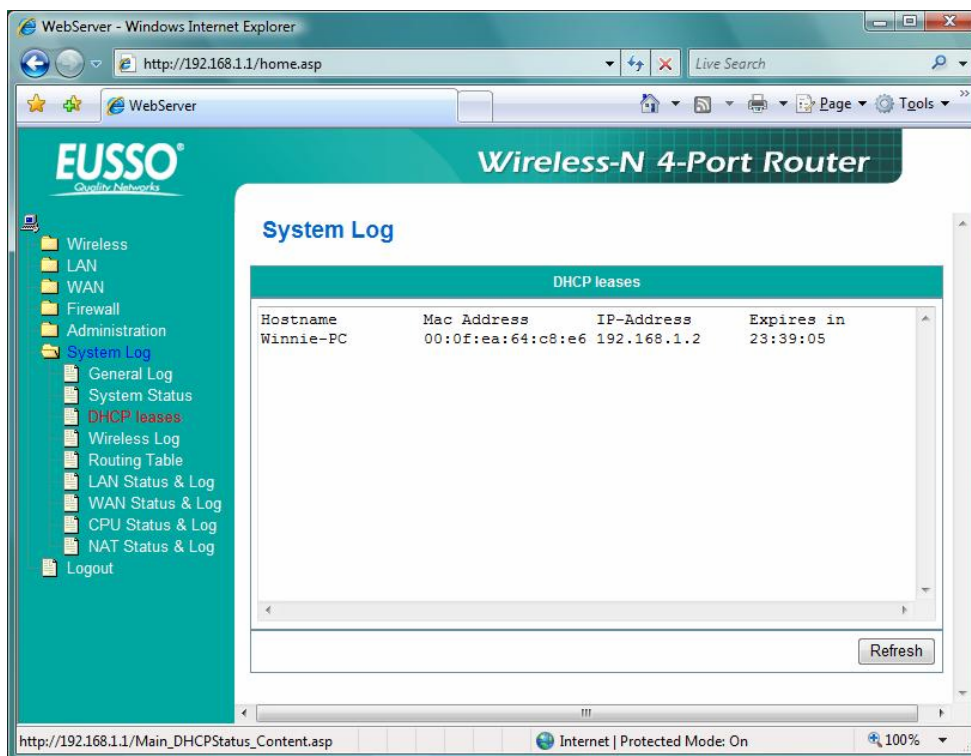 WebServer - Windows Internet Explorer
http://192.168.1.1/home.asp
Live Search
WebServer
Page
Tools
EUSSO®
Quality Networks
Wireless-N 4-Port Router
Wireless
LAN
WAN
Firewall
Administration
System Log
General Log
System Status
DHCP leases
Wireless Log
Routing Table
LAN Status & Log
WAN Status & Log
CPU Status & Log
NAT Status & Log
Logout
System Log
DHCP leases
Hostname Mac Address IP-Address Expires in
Winnie-PC 00:0f:ea:64:c8:e6 192.168.1.2 23:39:05
Refresh
http://192.168.1.1/Main_DHCPStatus_Content.asp
Internet | Protected Mode: On
100%